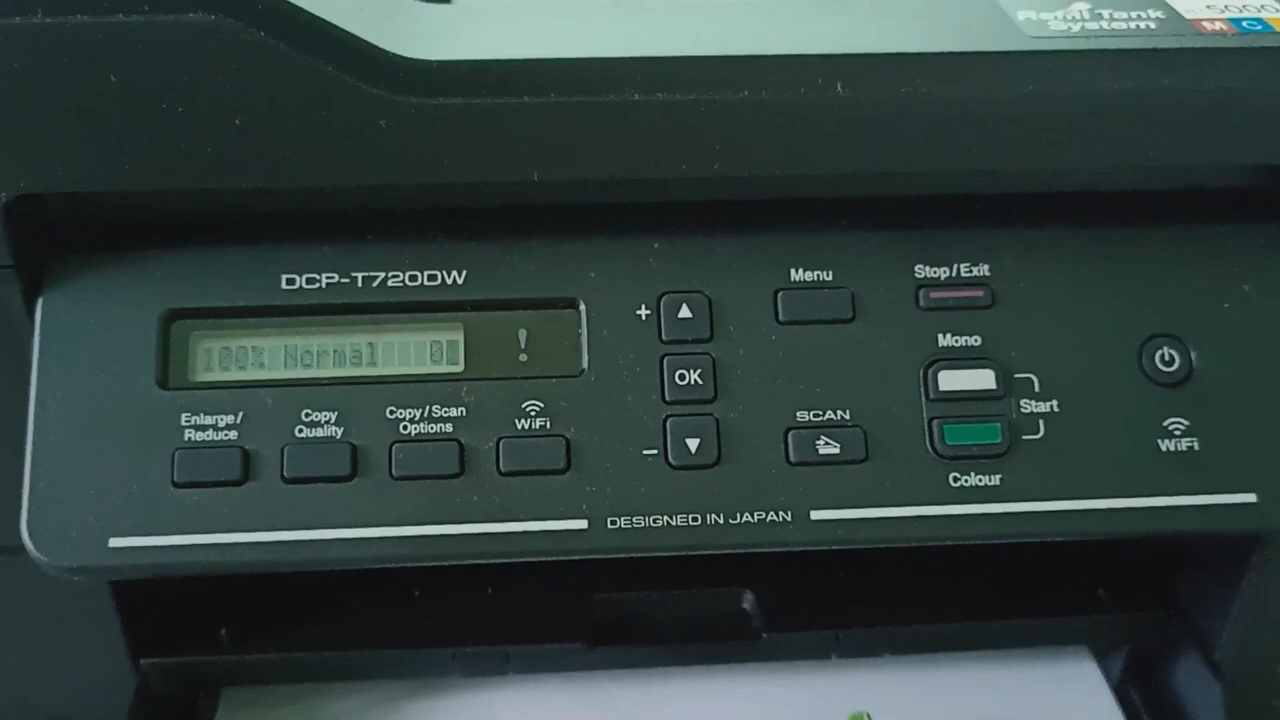 Refill Tank
System
5000
M C
DCP-T720DW
100% Normal
!
Enlarge/
Reduce
Copy
Quality
Copy/Scan
Options
WiFi
+
OK
−
Menu
SCAN
Stop/Exit
Mono
Start
Colour
WiFi
DESIGNED IN JAPAN